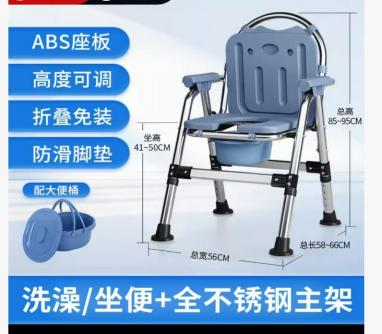 ABS座板
高度可调
折叠免装
防滑脚垫
配大便桶
坐高
41~50CM
总高
85~95CM
总宽56CM
总长58~66CM
洗澡/坐便+全不锈钢主架